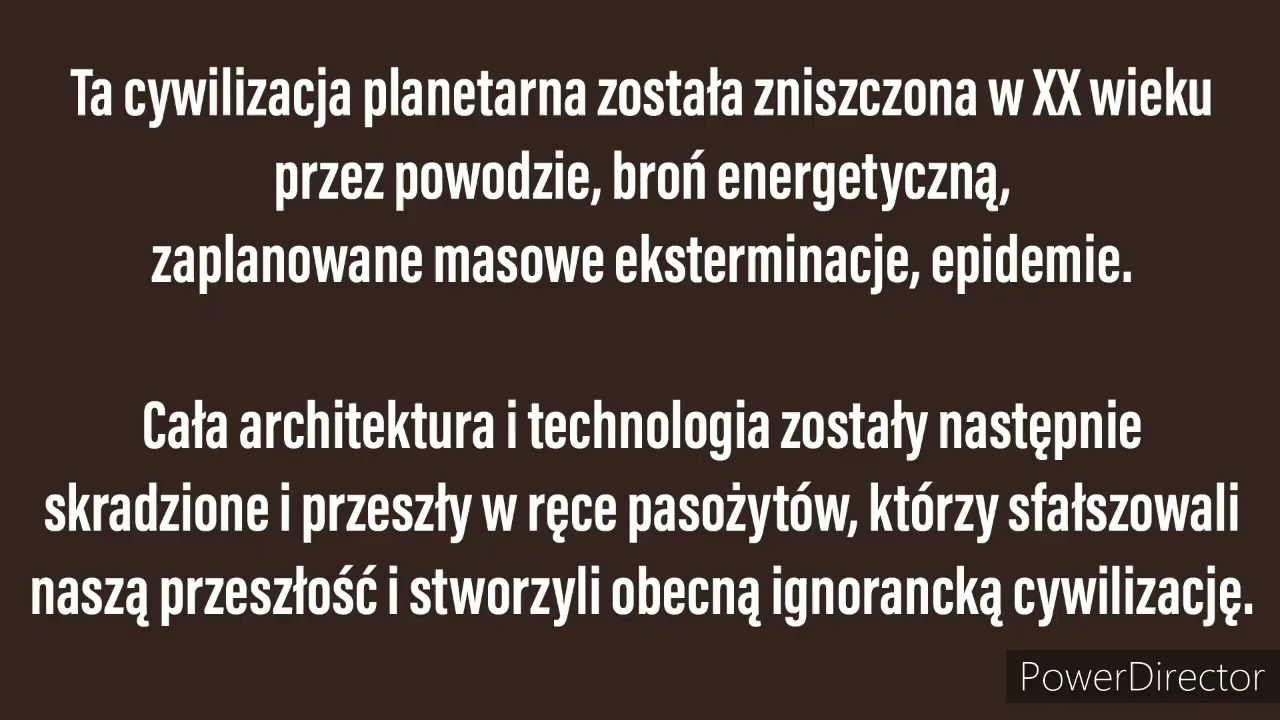 Ta cywilizacja planetarna została zniszczona w XX wieku
przez powodzie, broń energetyczną,
zaplanowane masowe eksterminacje, epidemie.
Cała architektura i technologia zostały następnie
skradzione i przeszły w ręce pasożytów, którzy sfałszowali
naszą przeszłość i stworzyli obecną ignorancką cywilizację.
PowerDirector